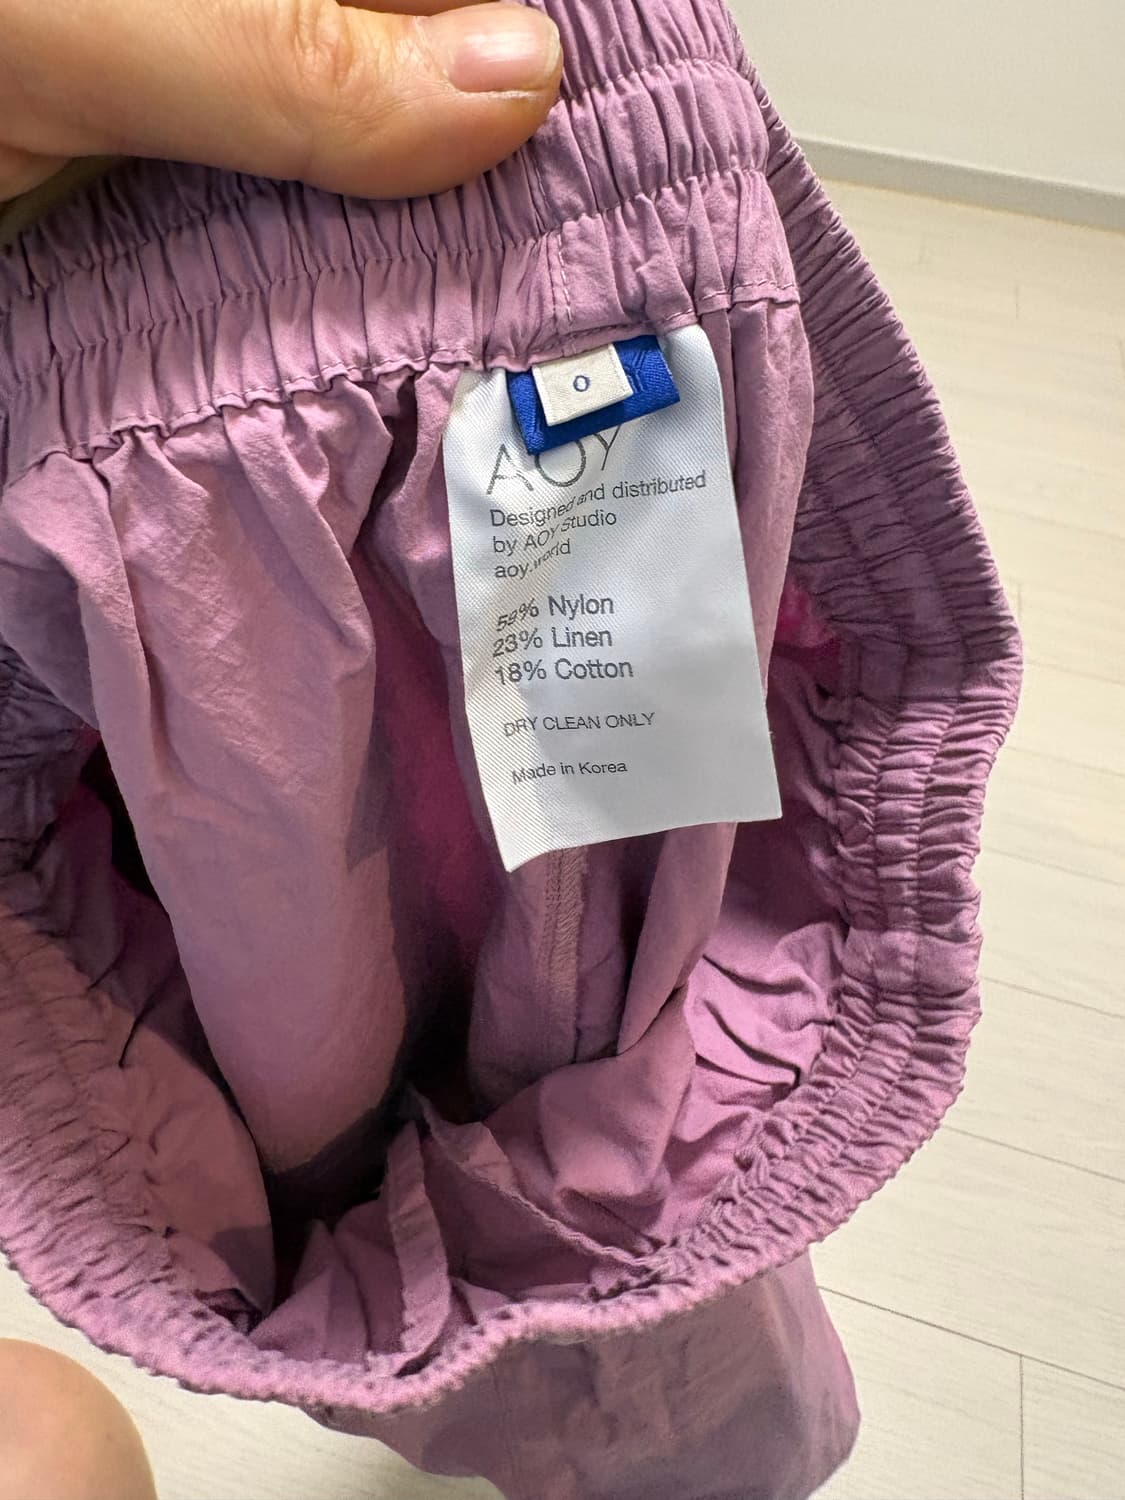 0
AOY
Designed and distributed
by AOY Studio
aoy.world
59% Nylon
23% Linen
18% Cotton
DRY CLEAN ONLY
Made in Korea